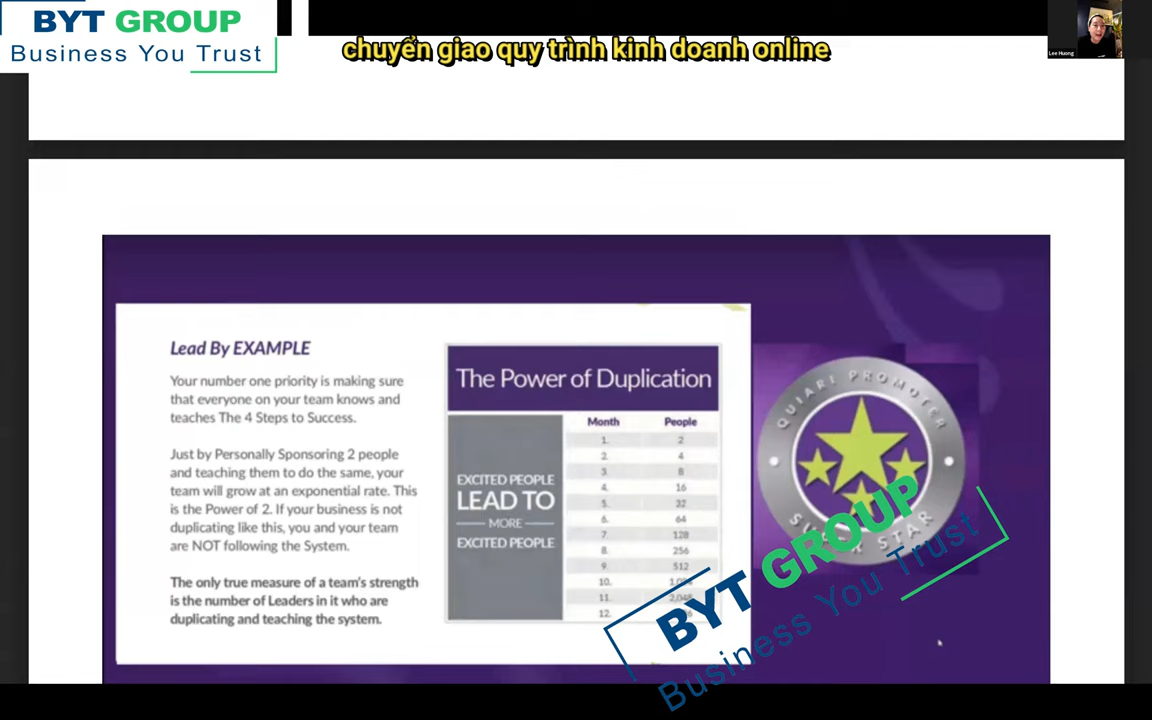 BYT GROUP
Business You Trust
chuyển giao quy trình kinh doanh online
Lee Huong
Lead By EXAMPLE
Your number one priority is making sure
that everyone on your team knows and
teaches The 4 Steps to Success.
Just by Personally Sponsoring 2 people
and teaching them to do the same, your
team will grow at an exponential rate. This
is the Power of 2. If your business is not
duplicating like this, you and your team
are NOT following the System.
The only true measure of a team's strength
is the number of Leaders in it who are
duplicating and teaching the system.
The Power of Duplication
EXCITED PEOPLE
LEAD TO
MORE
EXCITED PEOPLE
Month People
1. 2
2. 4
3. 8
4. 16
5. 32
6. 64
7. 128
8. 256
9. 512
10.
11. 2,048
12.
QUIARI PROMOTER
STAR
BYT GROUP
Business You Trust